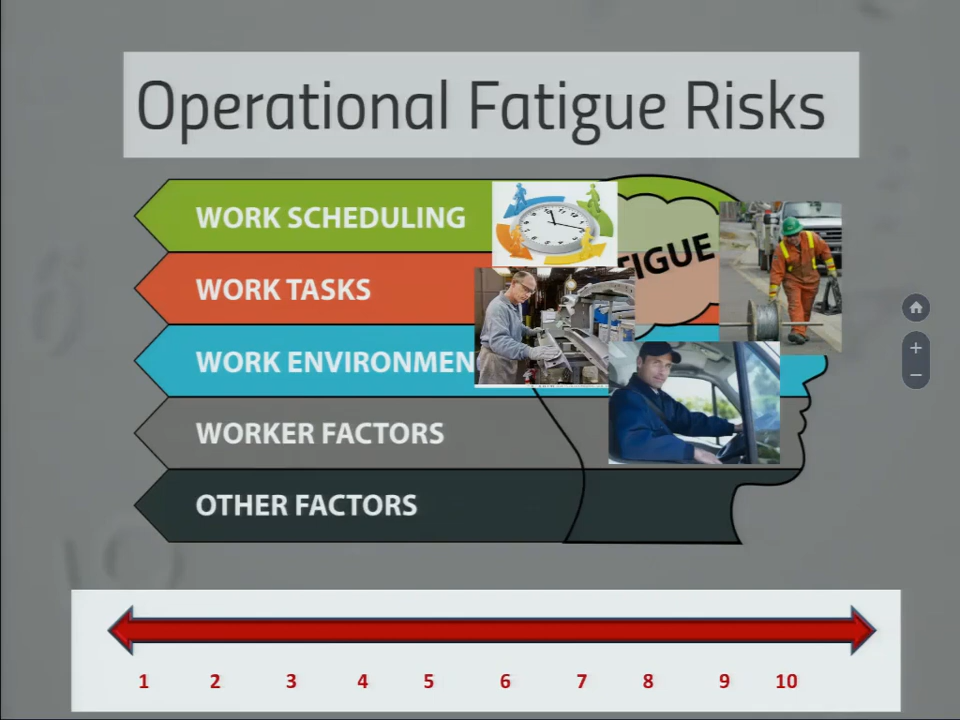 Operational Fatigue Risks
WORK SCHEDULING
TIGUE
WORK TASKS
WORK ENVIRONMEN
WORKER FACTORS
OTHER FACTORS
1 2 3 4 5 6 7 8 9 10